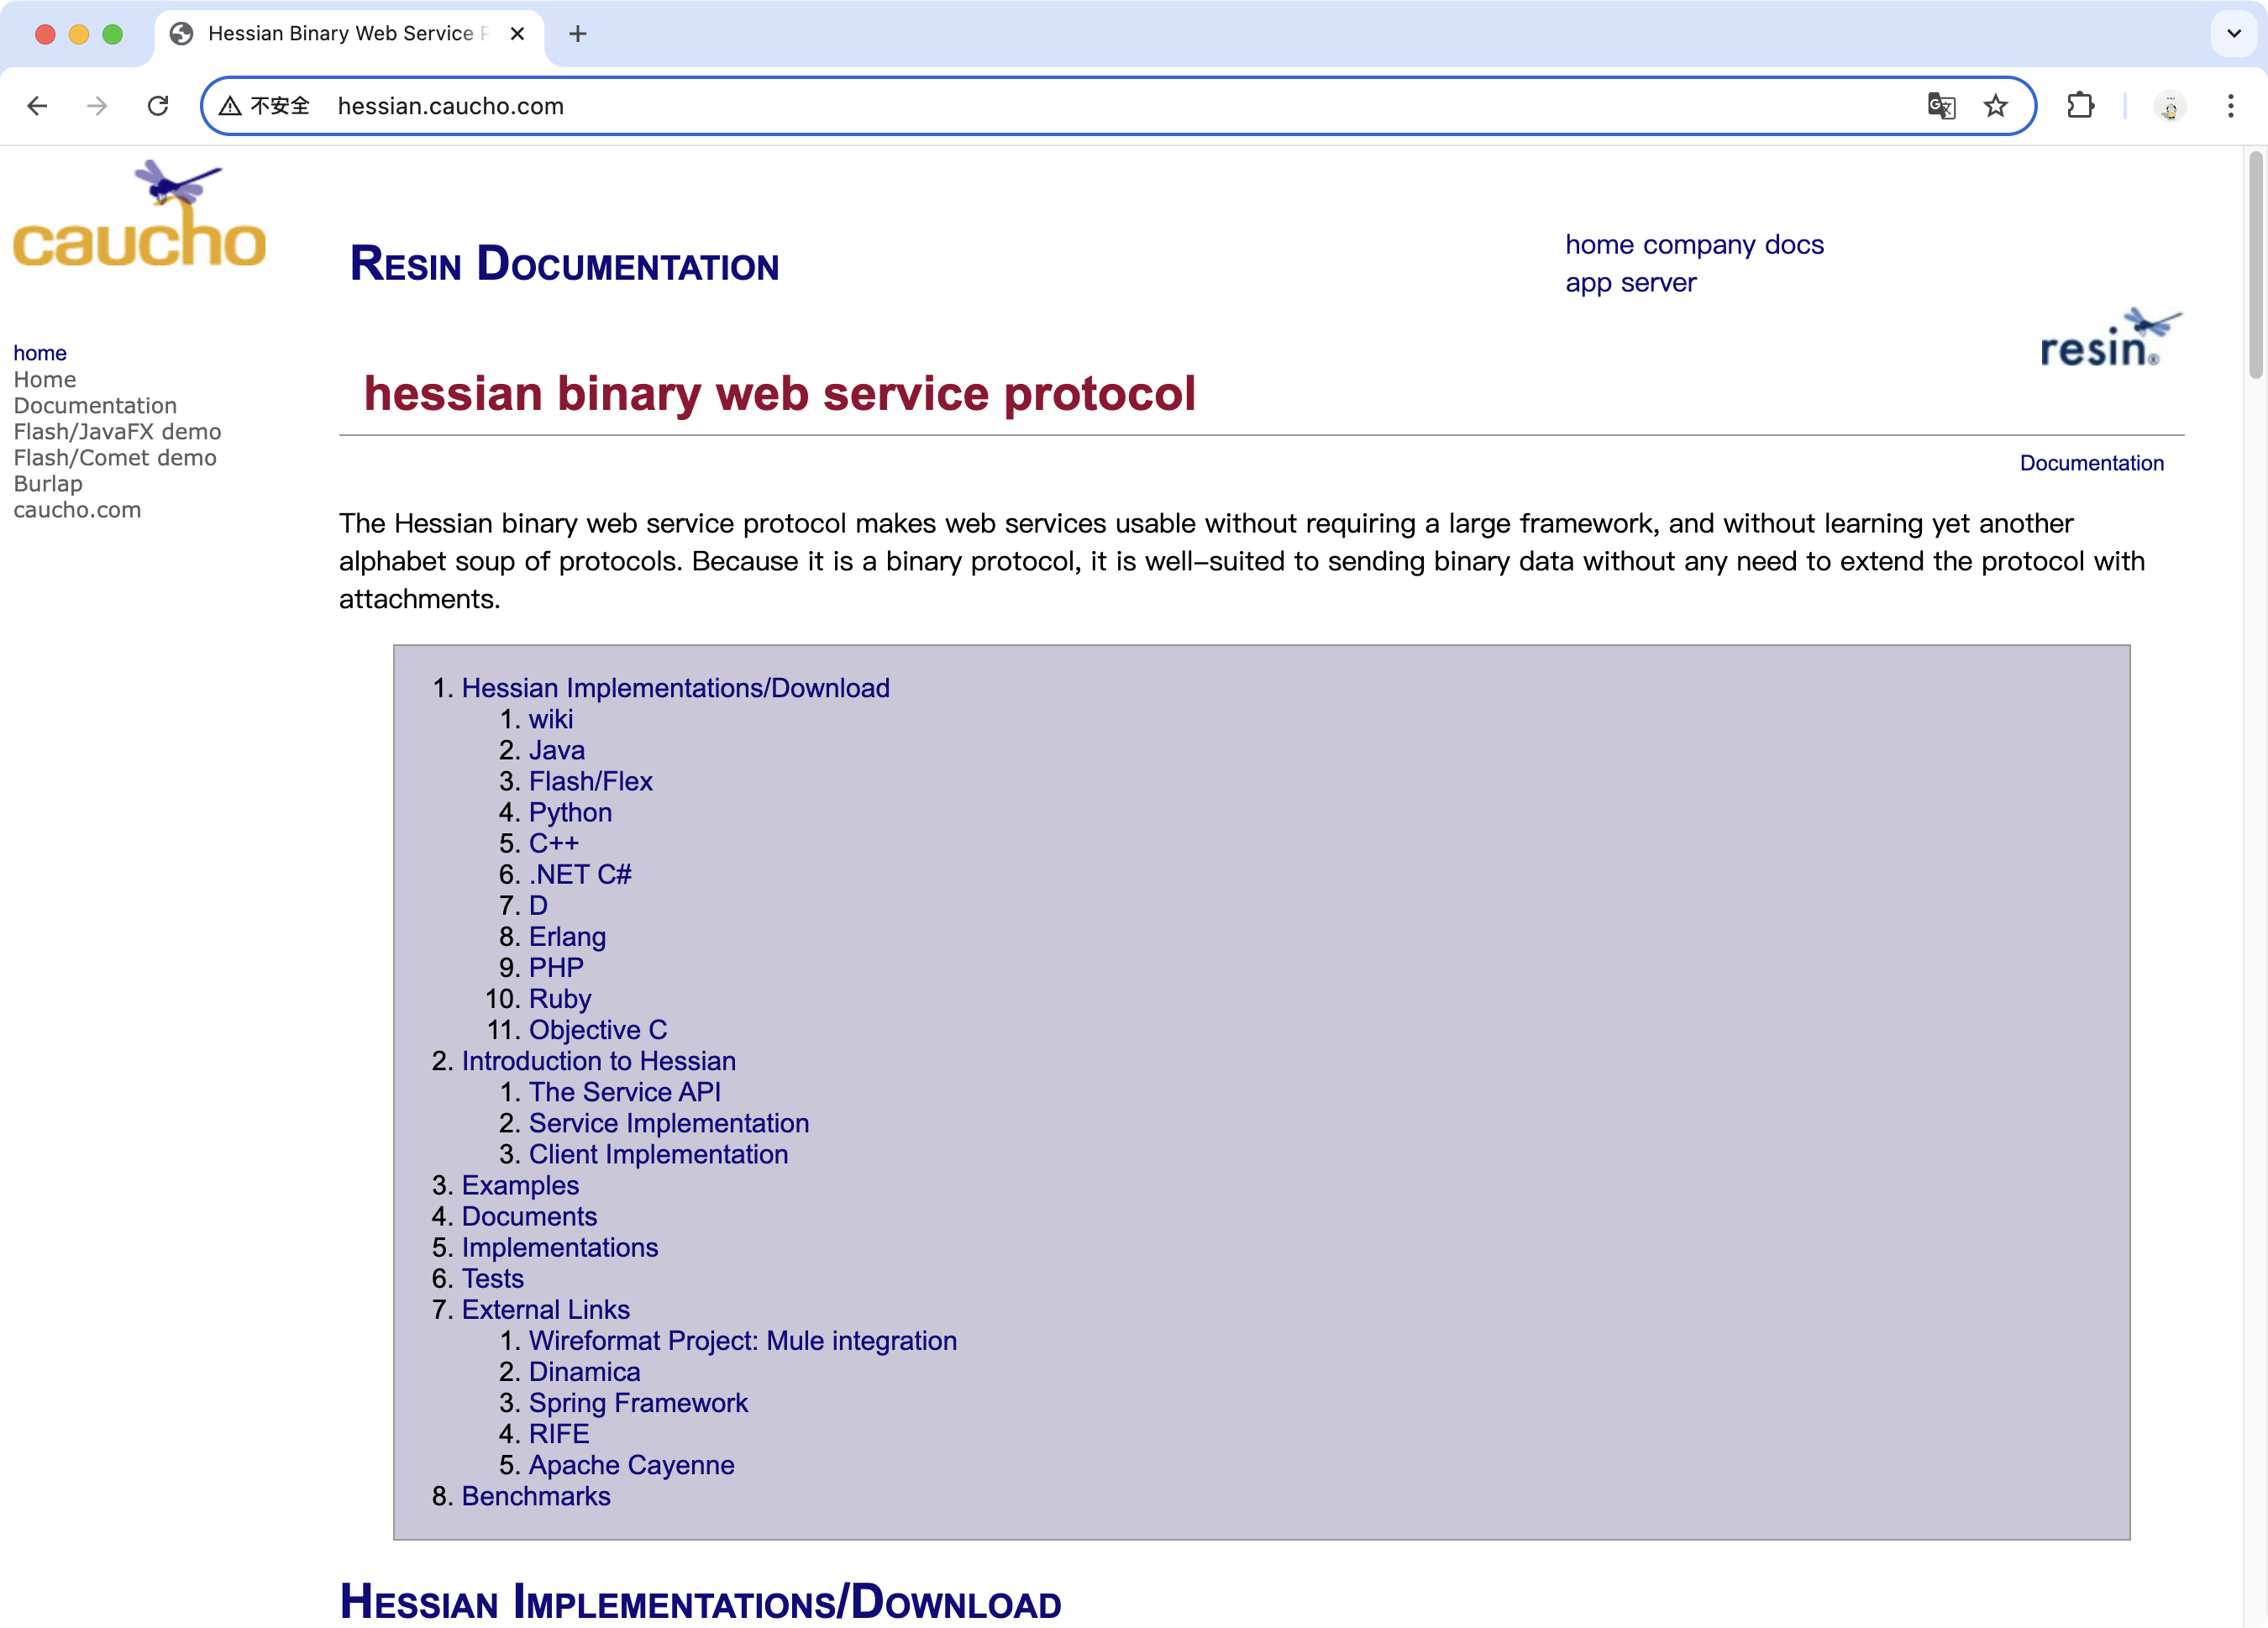 Hessian Binary Web Service
不安全 hessian.caucho.com
caucho
RESIN DOCUMENTATION
home company docs
app server
resin®
home
Home
Documentation
Flash/JavaFX demo
Flash/Comet demo
Burlap
caucho.com
hessian binary web service protocol
Documentation
The Hessian binary web service protocol makes web services usable without requiring a large framework, and without learning yet another
alphabet soup of protocols. Because it is a binary protocol, it is well-suited to sending binary data without any need to extend the protocol with
attachments.
1. Hessian Implementations/Download
1. wiki
2. Java
3. Flash/Flex
4. Python
5. C++
6. .NET C#
7. D
8. Erlang
9. PHP
10. Ruby
11. Objective C
2. Introduction to Hessian
1. The Service API
2. Service Implementation
3. Client Implementation
3. Examples
4. Documents
5. Implementations
6. Tests
7. External Links
1. Wireformat Project: Mule integration
2. Dinamica
3. Spring Framework
4. RIFE
5. Apache Cayenne
8. Benchmarks
HESSIAN IMPLEMENTATIONS/DOWNLOAD